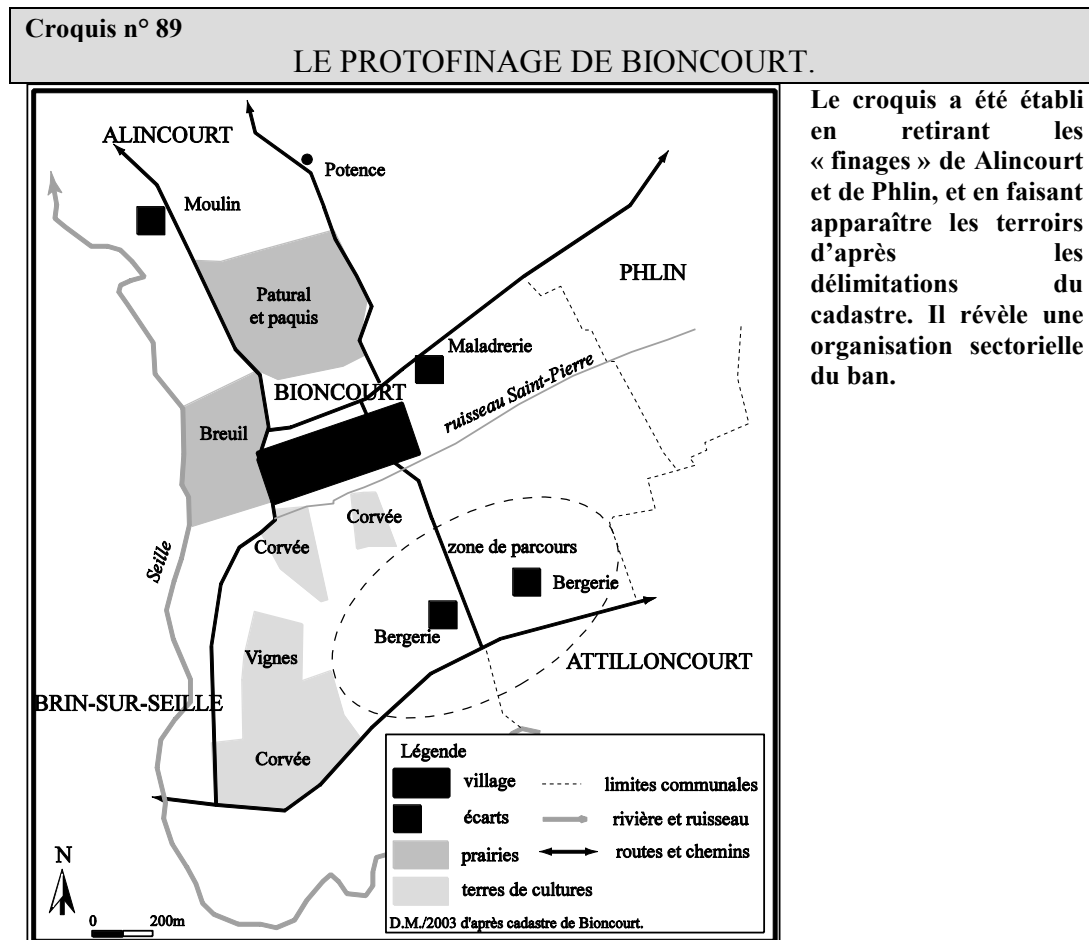 Croquis n° 89
LE PROTOFINAGE DE BIONCOURT.
Le croquis a été établi
en retirant les
« finages » de Alincourt
et de Phlin, et en faisant
apparaître les terroirs
d'après les
délimitations du
cadastre. Il révèle une
organisation sectorielle
du ban.
ALINCOURT
Potence
Moulin
PHLIN
Patural
et paquis
Maladrerie
BIONCOURT
ruisseau Saint-Pierre
Breuil
Corvée
Corvée
zone de parcours
Seille
Bergerie
Bergerie
Vignes
ATTILLONCOURT
BRIN-SUR-SEILLE
Corvée
Légende
village
limites communales
écarts
rivière et ruisseau
prairies
routes et chemins
terres de cultures
D.M./2003 d'après cadastre de Bioncourt.
N
0 200m